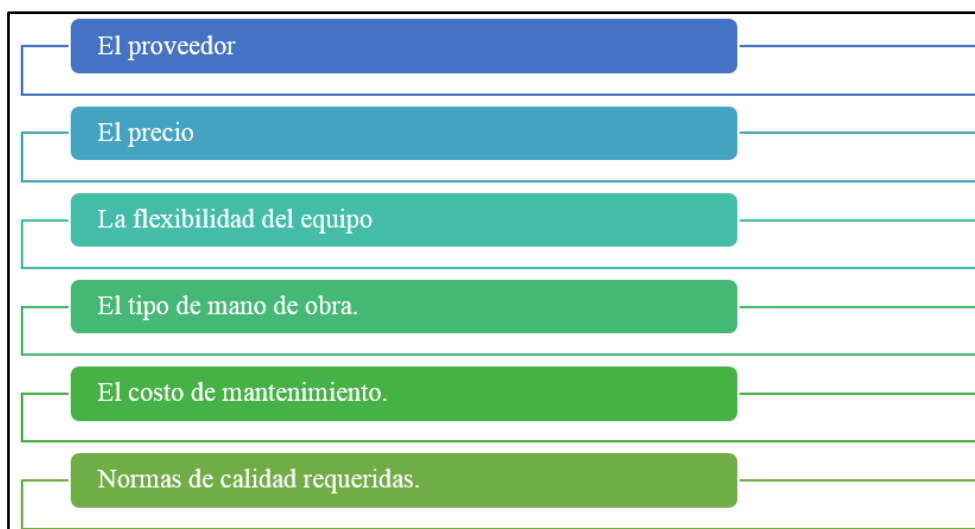 El proveedor
El precio
La flexibilidad del equipo
El tipo de mano de obra.
El costo de mantenimiento.
Normas de calidad requeridas.